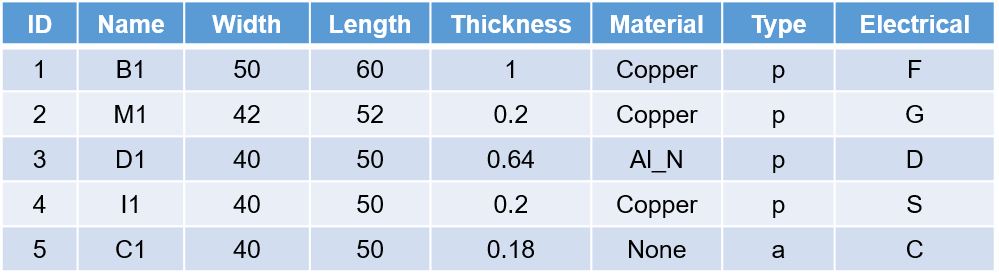 ID Name Width Length Thickness Material Type Electrical
1 B1 50 60 1 Copper p F
2 M1 42 52 0.2 Copper p G
3 D1 40 50 0.64 Al_N p D
4 I1 40 50 0.2 Copper p S
5 C1 40 50 0.18 None a C